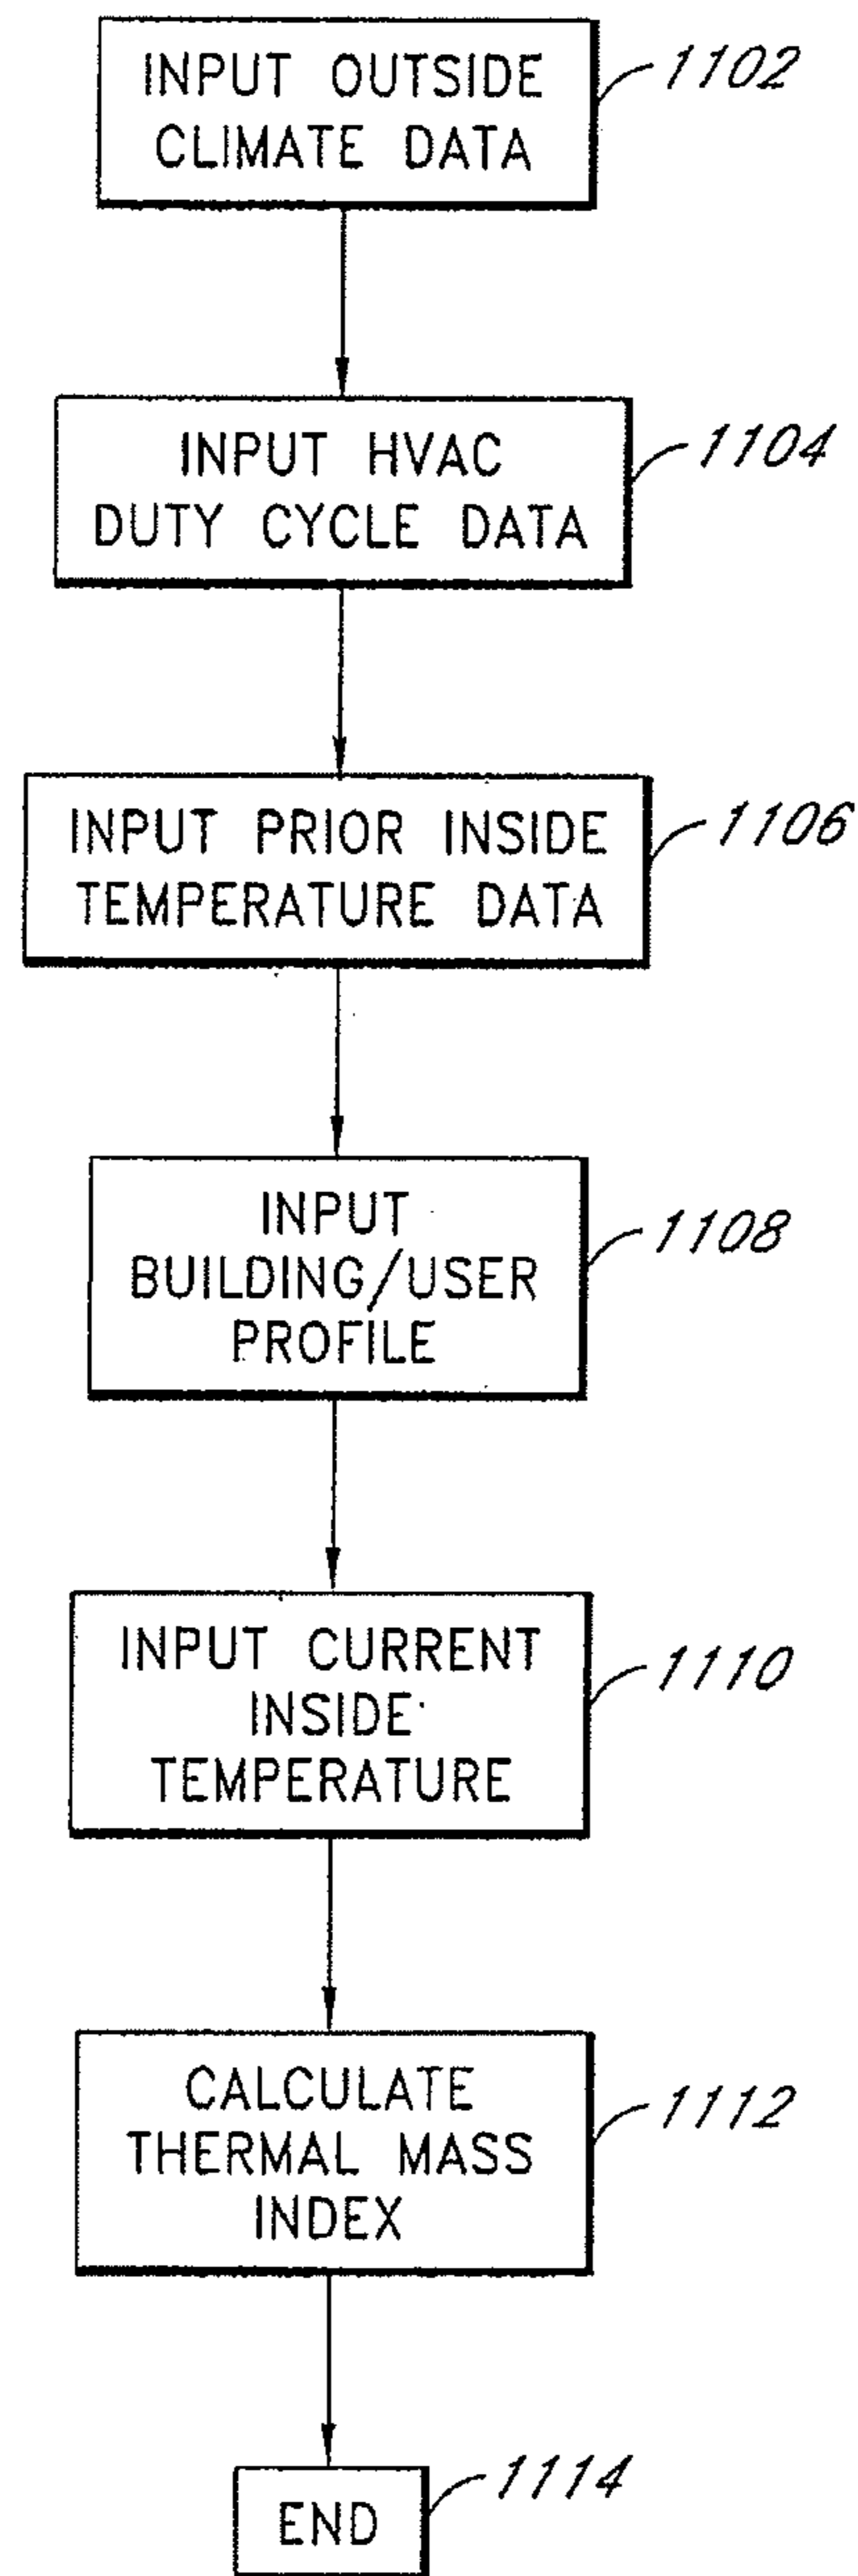 INPUT OUTSIDE
CLIMATE DATA
1102
INPUT HVAC
DUTY CYCLE DATA
1104
INPUT PRIOR INSIDE
TEMPERATURE DATA
1106
INPUT
BUILDING/USER
PROFILE
1108
INPUT CURRENT
INSIDE
TEMPERATURE
1110
CALCULATE
THERMAL MASS
INDEX
1112
END
1114